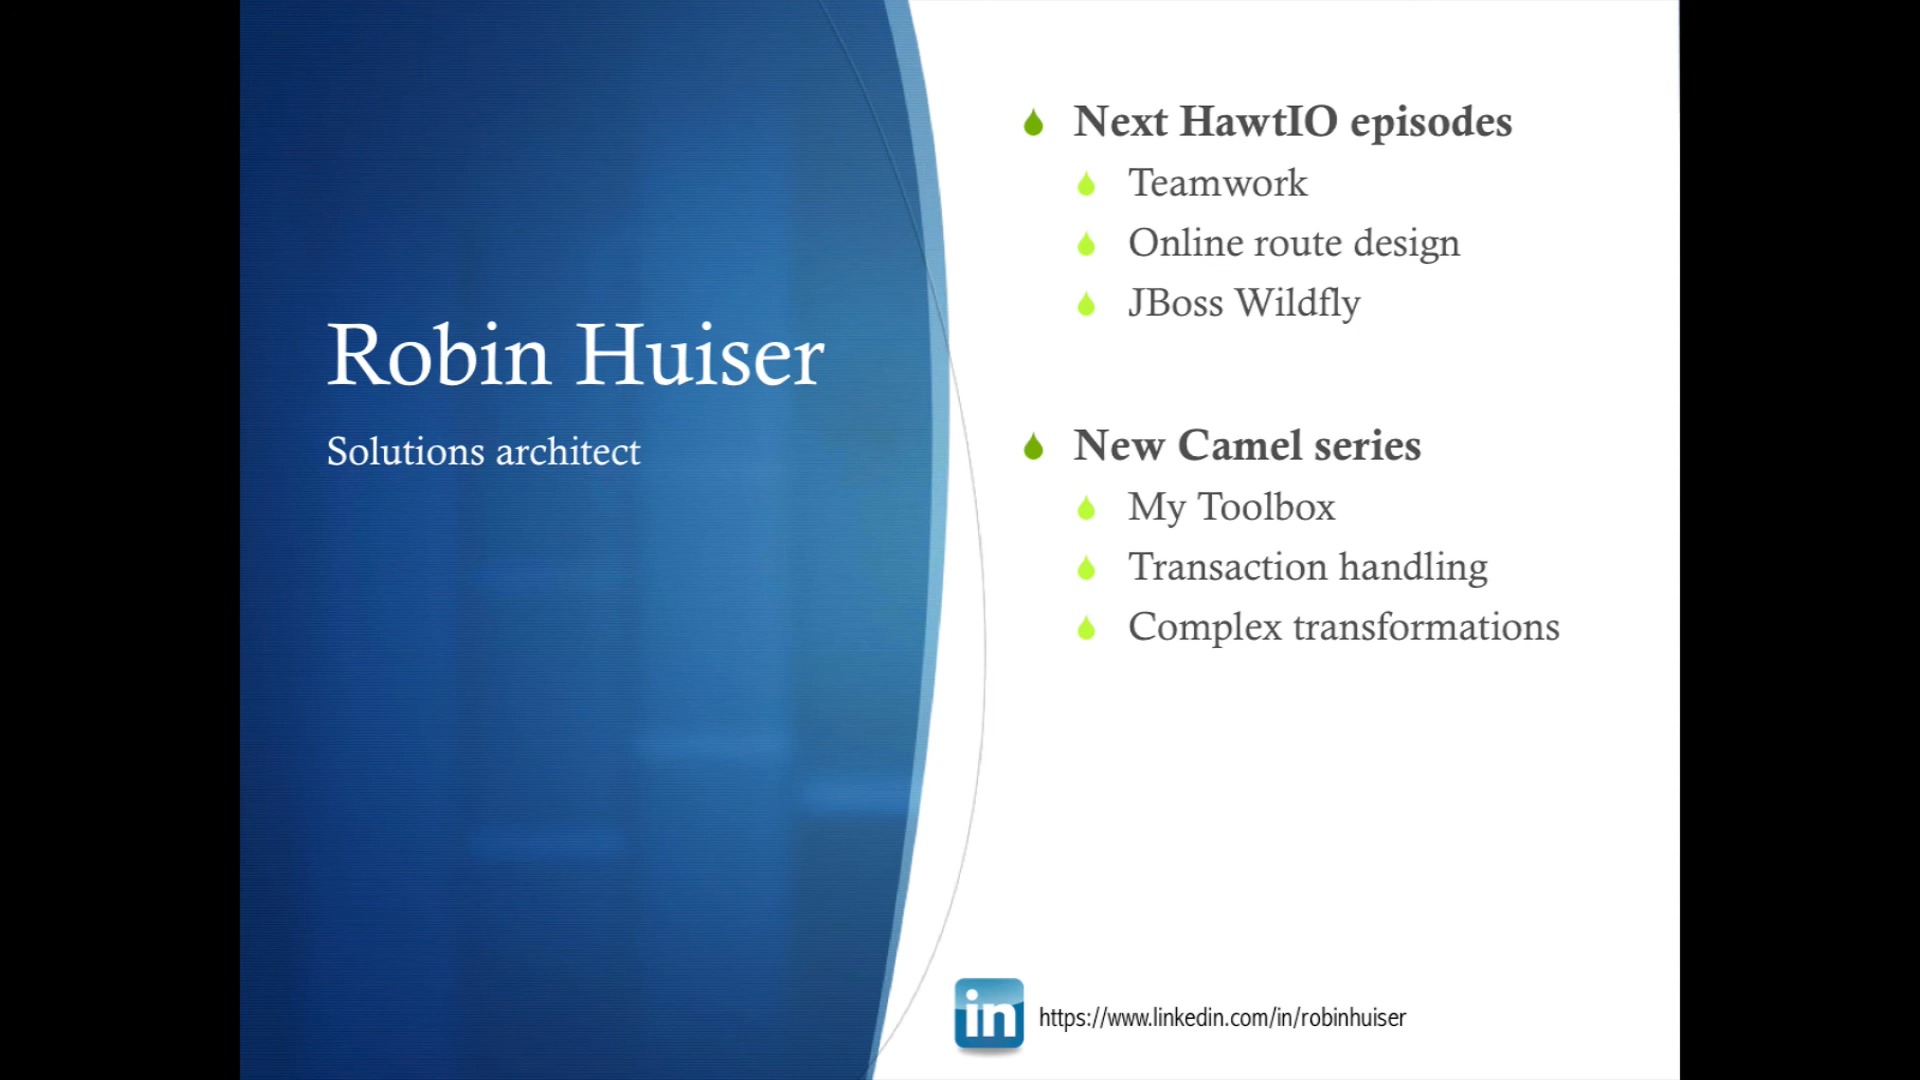 Robin Huiser
Solutions architect
Next HawtIO episodes
Teamwork
Online route design
JBoss Wildfly
New Camel series
My Toolbox
Transaction handling
Complex transformations
in https://www.linkedin.com/in/robinhuiser